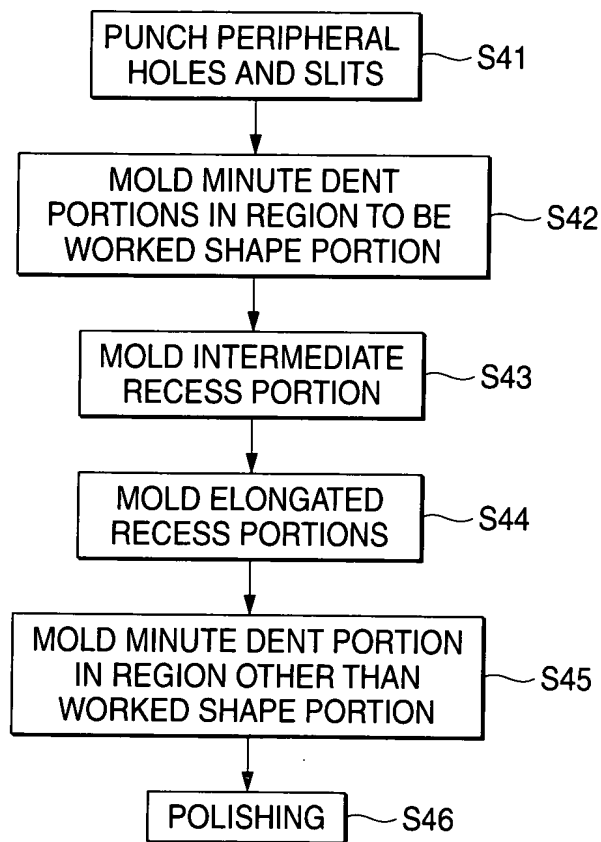 PUNCH PERIPHERAL
HOLES AND SLITS
S41
MOLD MINUTE DENT
PORTIONS IN REGION TO BE
WORKED SHAPE PORTION
S42
MOLD INTERMEDIATE
RECESS PORTION
S43
MOLD ELONGATED
RECESS PORTIONS
S44
MOLD MINUTE DENT PORTION
IN REGION OTHER THAN
WORKED SHAPE PORTION
S45
POLISHING
S46